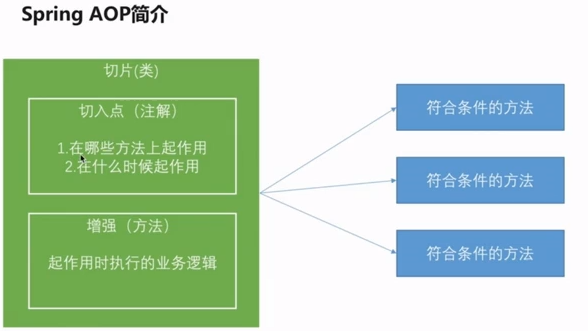 Spring AOP简介
切片(类)
切入点（注解）
1.在哪些方法上起作用
2.在什么时候起作用
增强（方法）
起作用时执行的业务逻辑
符合条件的方法
符合条件的方法
符合条件的方法